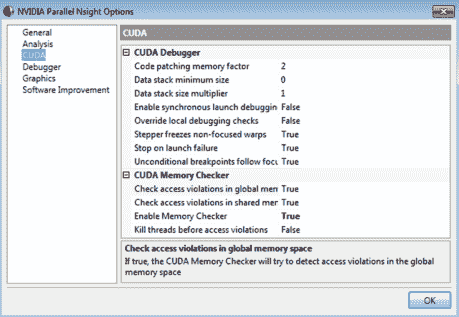 NVIDIA Parallel Nsight Options
General
Analysis
CUDA
Debugger
Graphics
Software Improvement
CUDA
CUDA Debugger
Code patching memory factor 2
Data stack minimum size 0
Data stack size multiplier 1
Enable synchronous launch debuggin False
Override local debugging checks False
Stepper freezes non-focused warps True
Stop on launch failure True
Unconditional breakpoints follow focu True
CUDA Memory Checker
Check access violations in global mem True
Check access violations in shared mem True
Enable Memory Checker True
Kill threads before access violations False
Check access violations in global memory space
If true, the CUDA Memory Checker will try to detect access violations in the global
memory space
OK